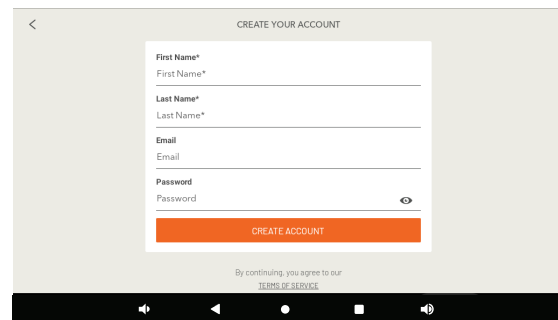 CREATE YOUR ACCOUNT
First Name*
First Name*
Last Name*
Last Name*
Email
Email
Password
Password
CREATE ACCOUNT
By continuing, you agree to our
TERMS OF SERVICE